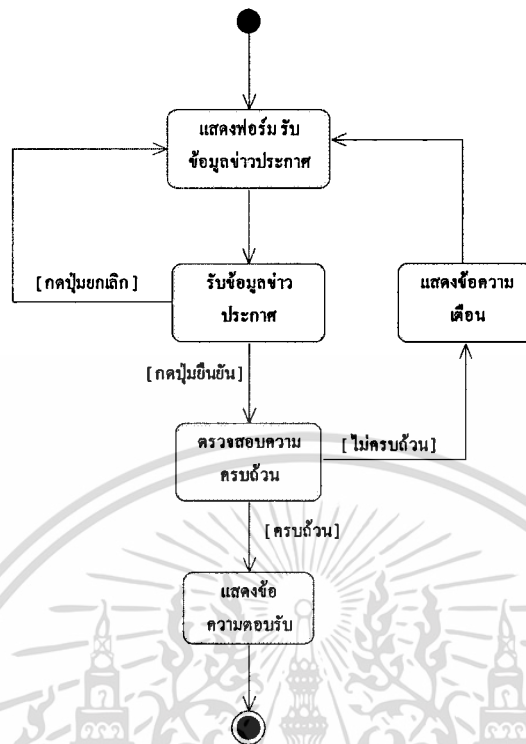 แสดงฟอร์ม รับ
ข้อมูลข่าวประกาศ
[กดปุ่มยกเลิก]
รับข้อมูลข่าว
ประกาศ
แสดงข้อความ
เตือน
[กดปุ่มยืนยัน]
ตรวจสอบความ
ครบถ้วน
[ไม่ครบถ้วน]
[ครบถ้วน]
แสดงข้อ
ความตอบรับ